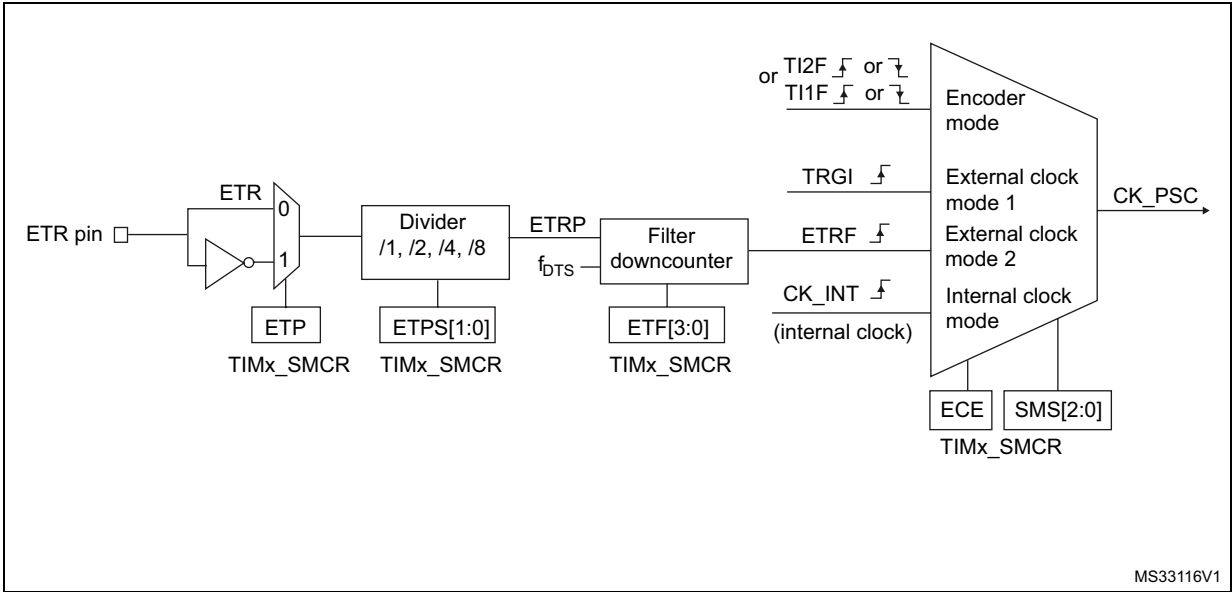 or TI2F or
TI1F or
Encoder
mode
TRGI
External clock
mode 1
CK_PSC
ETR
0
ETR pin
1
Divider
/1, /2, /4, /8
ETRP
fDTS
Filter
downcounter
ETRF
External clock
mode 2
CK_INT
(internal clock)
Internal clock
mode
ETP
TIMx_SMCR
ETPS[1:0]
TIMx_SMCR
ETF[3:0]
TIMx_SMCR
ECE
SMS[2:0]
TIMx_SMCR
MS33116V1